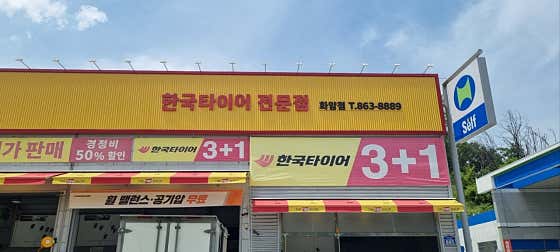 한국타이어 전문점 화암점 T.863-8889
가 판매 경정비 50% 할인 한국타이어 3+1
한국타이어 3+1
휠 밸런스·공기압 무료
Self